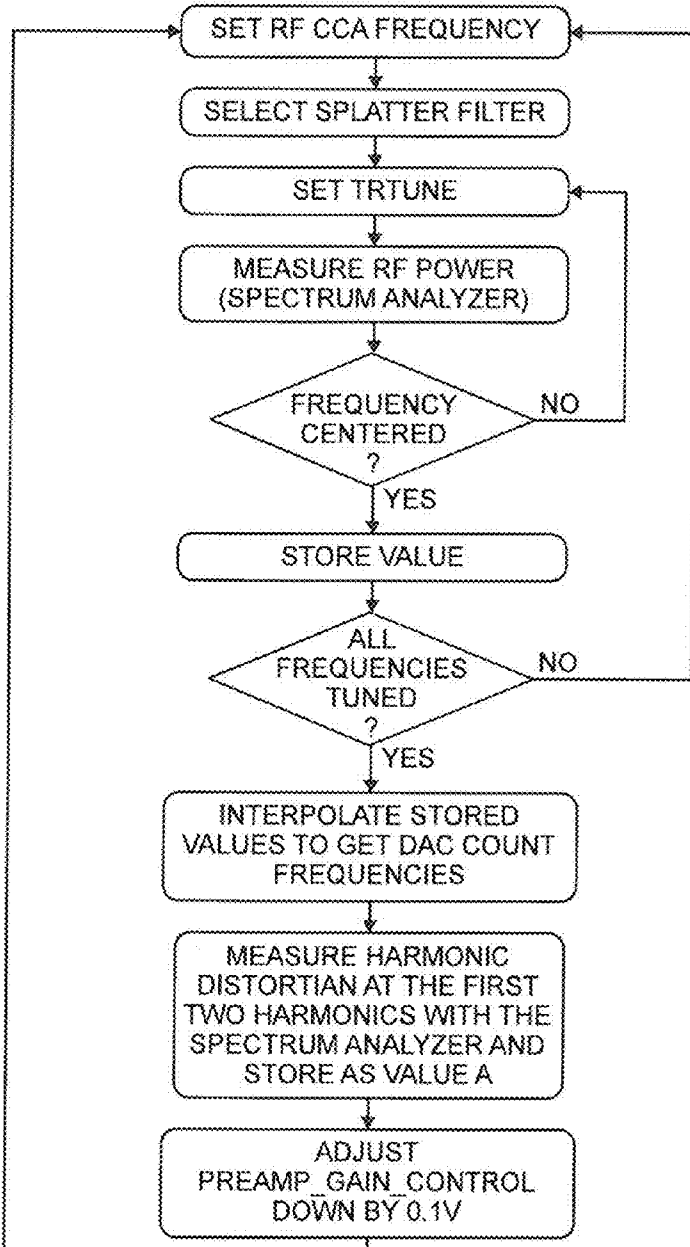 SET RF CCA FREQUENCY
SELECT SPLATTER FILTER
SET TRTUNE
MEASURE RF POWER
(SPECTRUM ANALYZER)
FREQUENCY
CENTERED
?
NO
YES
STORE VALUE
ALL
FREQUENCIES
TUNED
?
NO
YES
INTERPOLATE STORED
VALUES TO GET DAC COUNT
FREQUENCIES
MEASURE HARMONIC
DISTORTIAN AT THE FIRST
TWO HARMONICS WITH THE
SPECTRUM ANALYZER AND
STORE AS VALUE A
ADJUST
PREAMP_GAIN_CONTROL
DOWN BY 0.1V